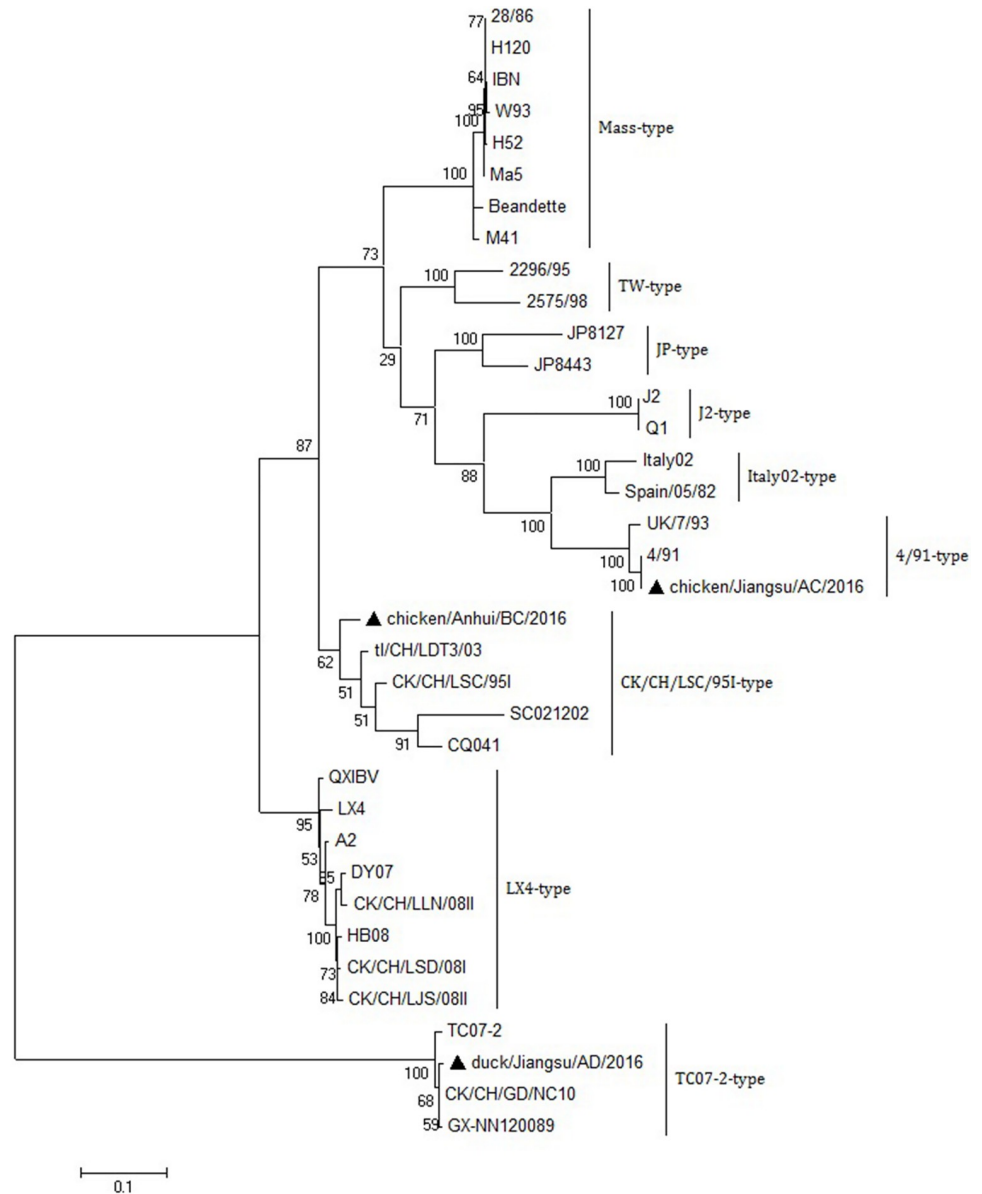 77
28/86
H120
64
IBN
95
W93
100
H52
Mass-type
100
Ma5
Beandette
M41
73
100
2296/95
2575/98
TW-type
29
100
JP8127
JP8443
JP-type
71
100
J2
Q1
J2-type
87
88
100
Italy02
Spain/05/82
Italy02-type
100
UK/7/93
100
4/91
4/91-type
100
▲ chicken/Jiangsu/AC/2016
▲ chicken/Anhui/BC/2016
62
tl/CH/LDT3/03
51
CK/CH/LSC/95I
CK/CH/LSC/95I-type
51
SC021202
91
CQ041
QXIBV
LX4
95
A2
53
DY07
78
CK/CH/LLN/08II
LX4-type
100
HB08
73
CK/CH/LSD/08I
84
CK/CH/LJS/08II
TC07-2
▲ duck/Jiangsu/AD/2016
100
TC07-2-type
68
CK/CH/GD/NC10
59
GX-NN120089
0.1